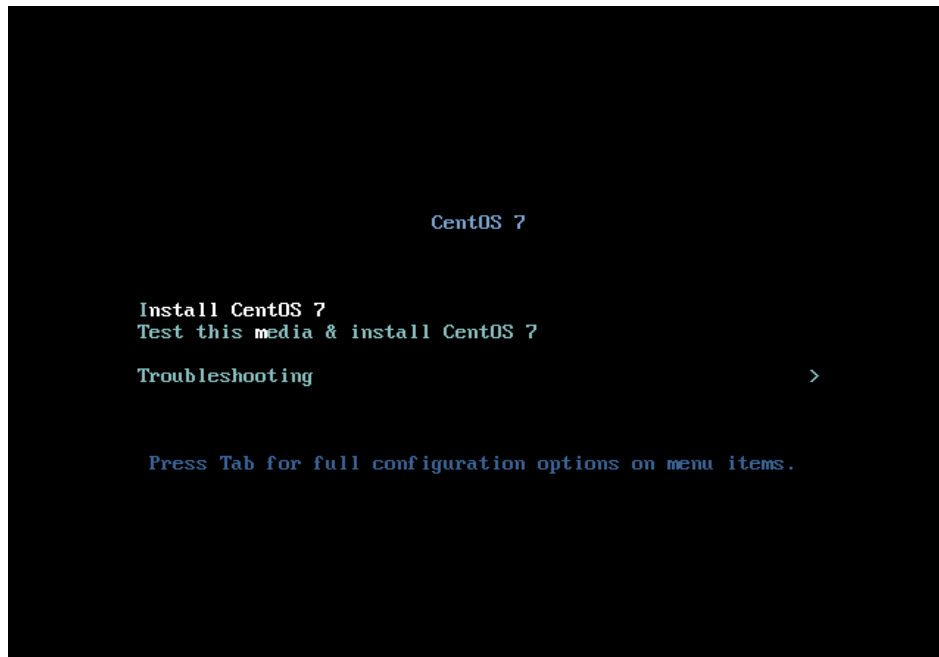 CentOS 7
Install CentOS 7
Test this media & install CentOS 7
Troubleshooting >
Press Tab for full configuration options on menu items.